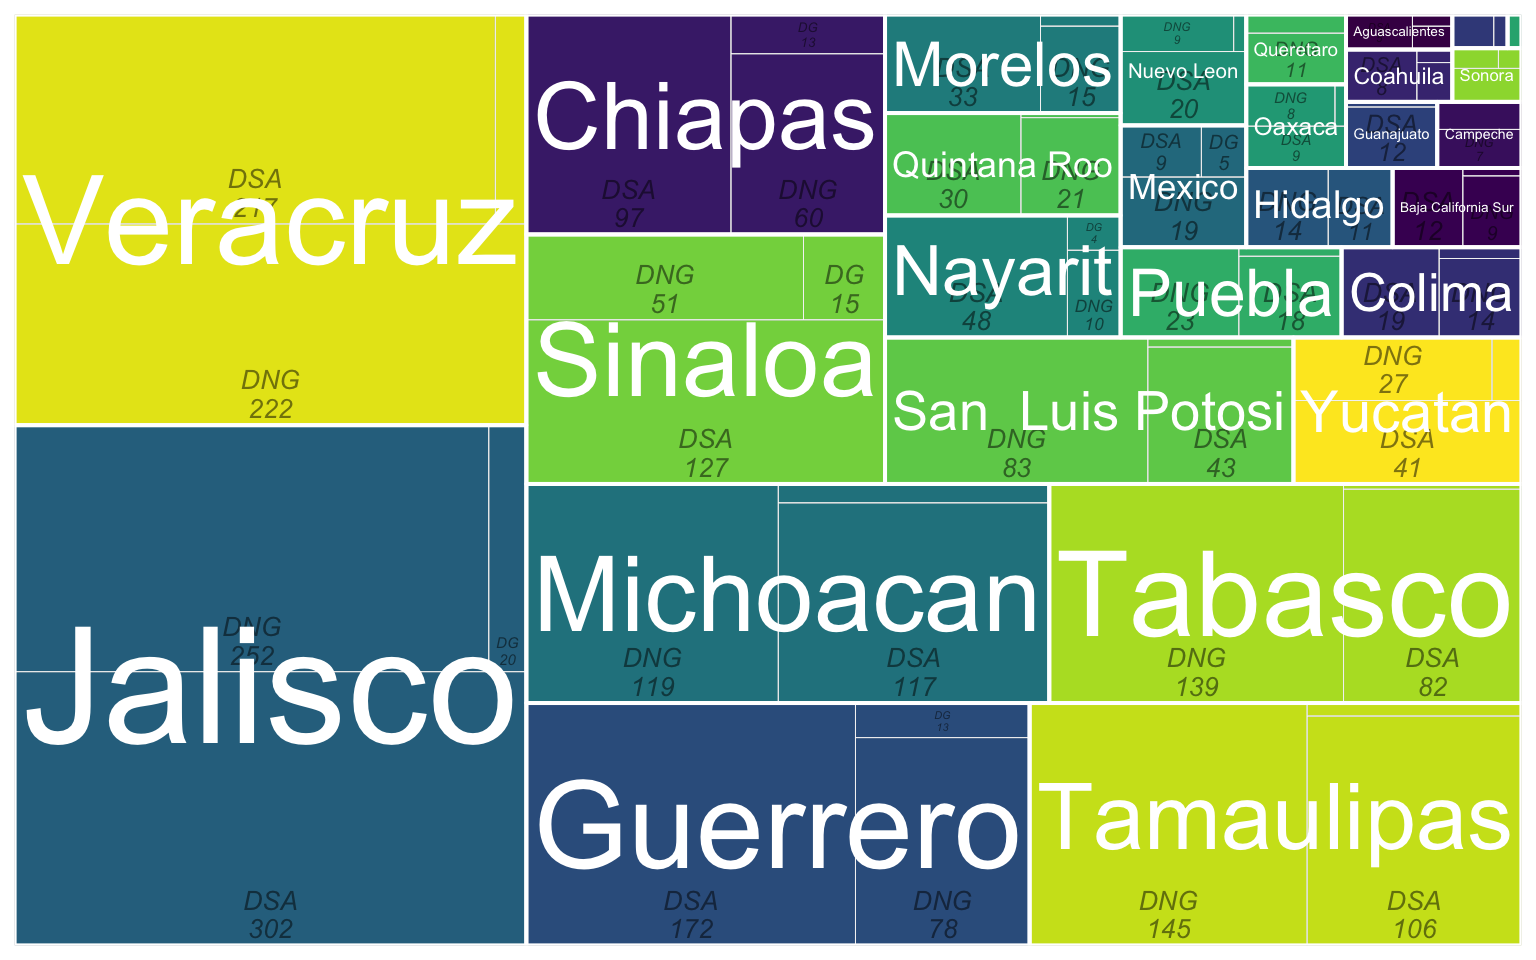 Veracruz
DSA
217
DNG
222
Jalisco
DNG
252
DG
20
DSA
302
Chiapas
DSA
97
DG
13
DNG
60
Sinaloa
DNG
51
DG
15
DSA
127
Morelos
DSA
33
DNG
15
Quintana Roo
DSA
30
DNG
21
Nayarit
DSA
48
DG
4
DNG
10
Nuevo Leon
DNG
9
DSA
20
Mexico
DSA
9
DG
5
DNG
19
Queretaro
DNG
11
Oaxaca
DNG
8
DSA
9
Hidalgo
DNG
14
DSA
11
Aguascalientes
Coahuila
DSA
8
Sonora
Guanajuato
DSA
12
Campeche
DNG
7
Baja California Sur
DSA
12
DNG
9
Puebla
DNG
23
DSA
18
Colima
DSA
19
DNG
14
San Luis Potosi
DNG
83
DSA
43
Yucatan
DNG
27
DSA
41
Michoacan
DNG
119
DSA
117
Tabasco
DNG
139
DSA
82
Guerrero
DSA
172
DG
13
DNG
78
Tamaulipas
DNG
145
DSA
106